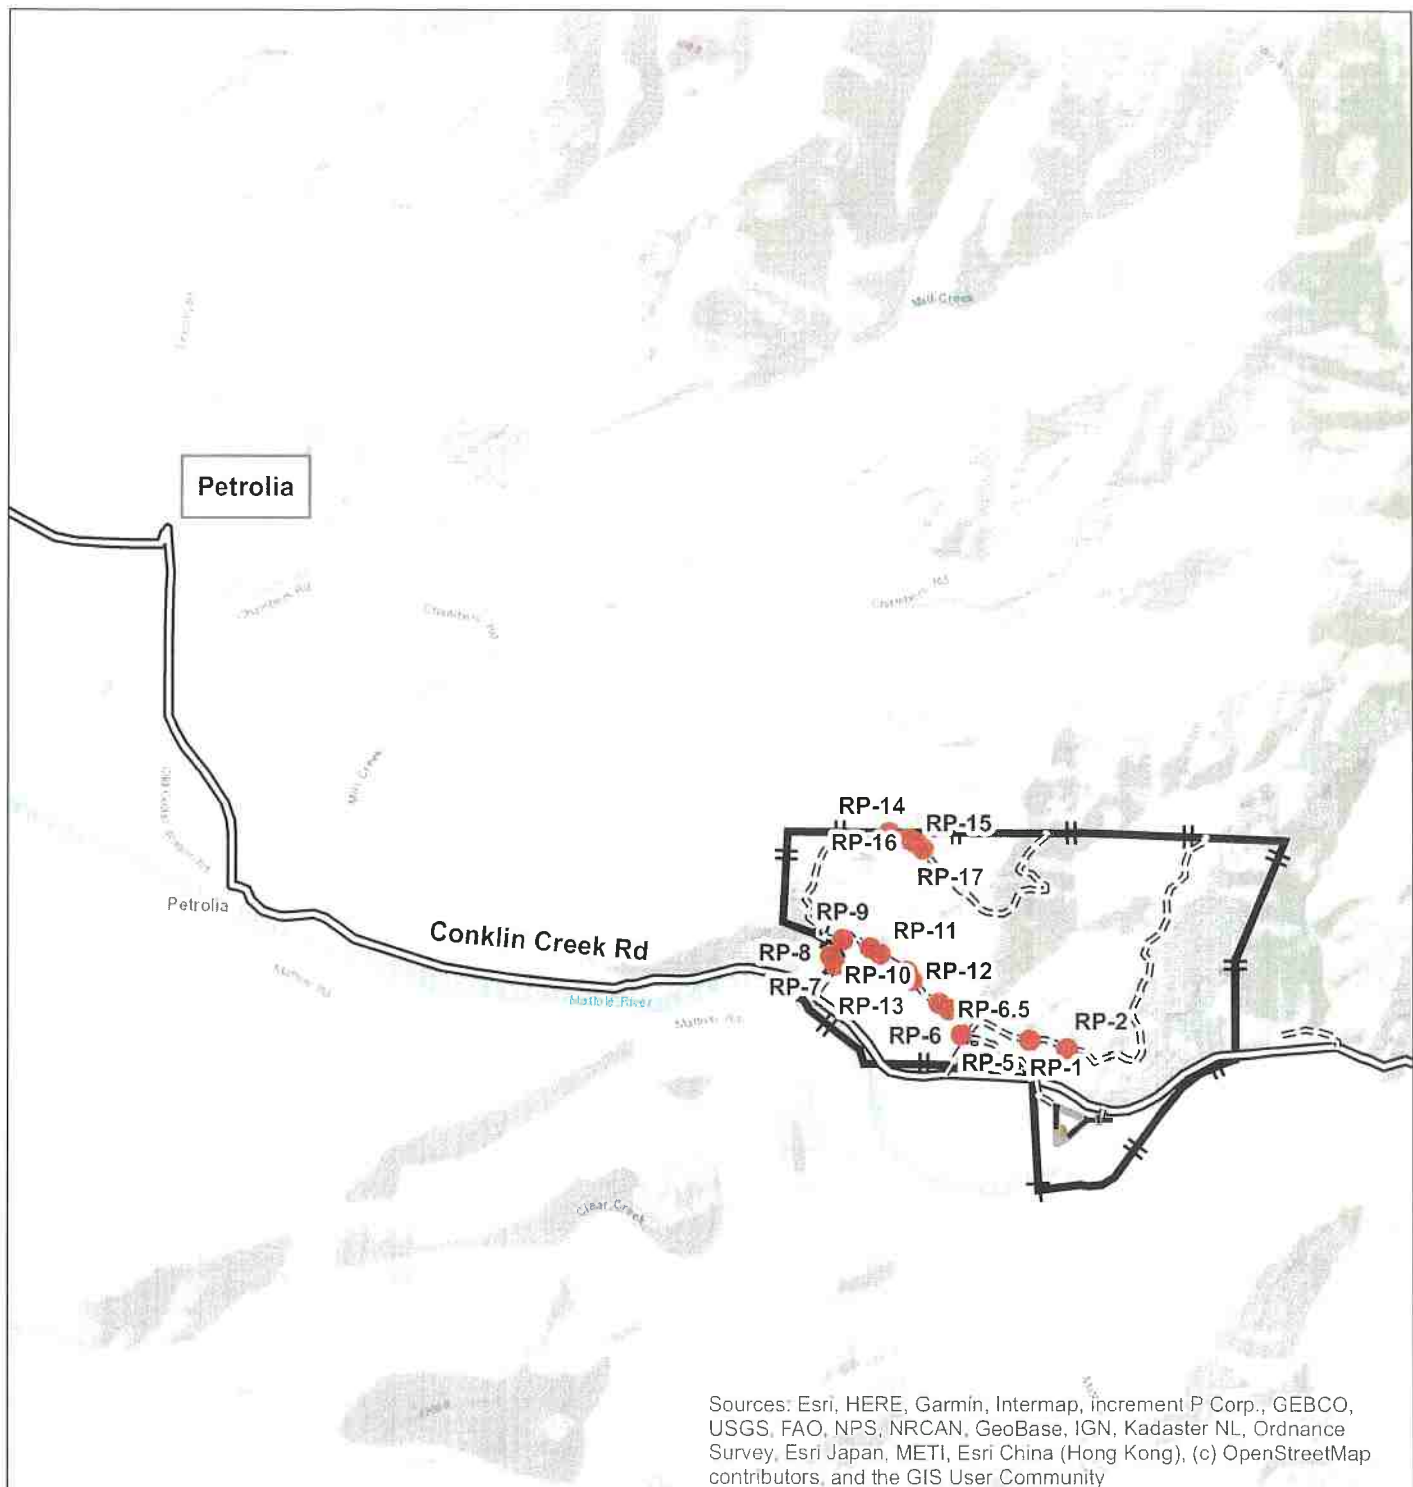 Mill Creek
Petrolia
Chambers Rd
Chambers Rd
Chambers Rd
Mill Creek
RP-14
RP-15
RP-16
RP-17
Petrolia
RP-9
Conklin Creek Rd
RP-11
RP-8
RP-10
RP-12
Mattole Rd
RP-7
Mattole River
RP-13
RP-6.5
Mattole Rd
RP-6
RP-2
RP-5
RP-1
Clear Creek
Sources: Esri, HERE, Garmin, Intermap, increment P Corp., GEBCO,
USGS, FAO, NPS, NRCAN, GeoBase, IGN, Kadaster NL, Ordnance
Survey, Esri Japan, METI, Esri China (Hong Kong), (c) OpenStreetMap
contributors, and the GIS User Community